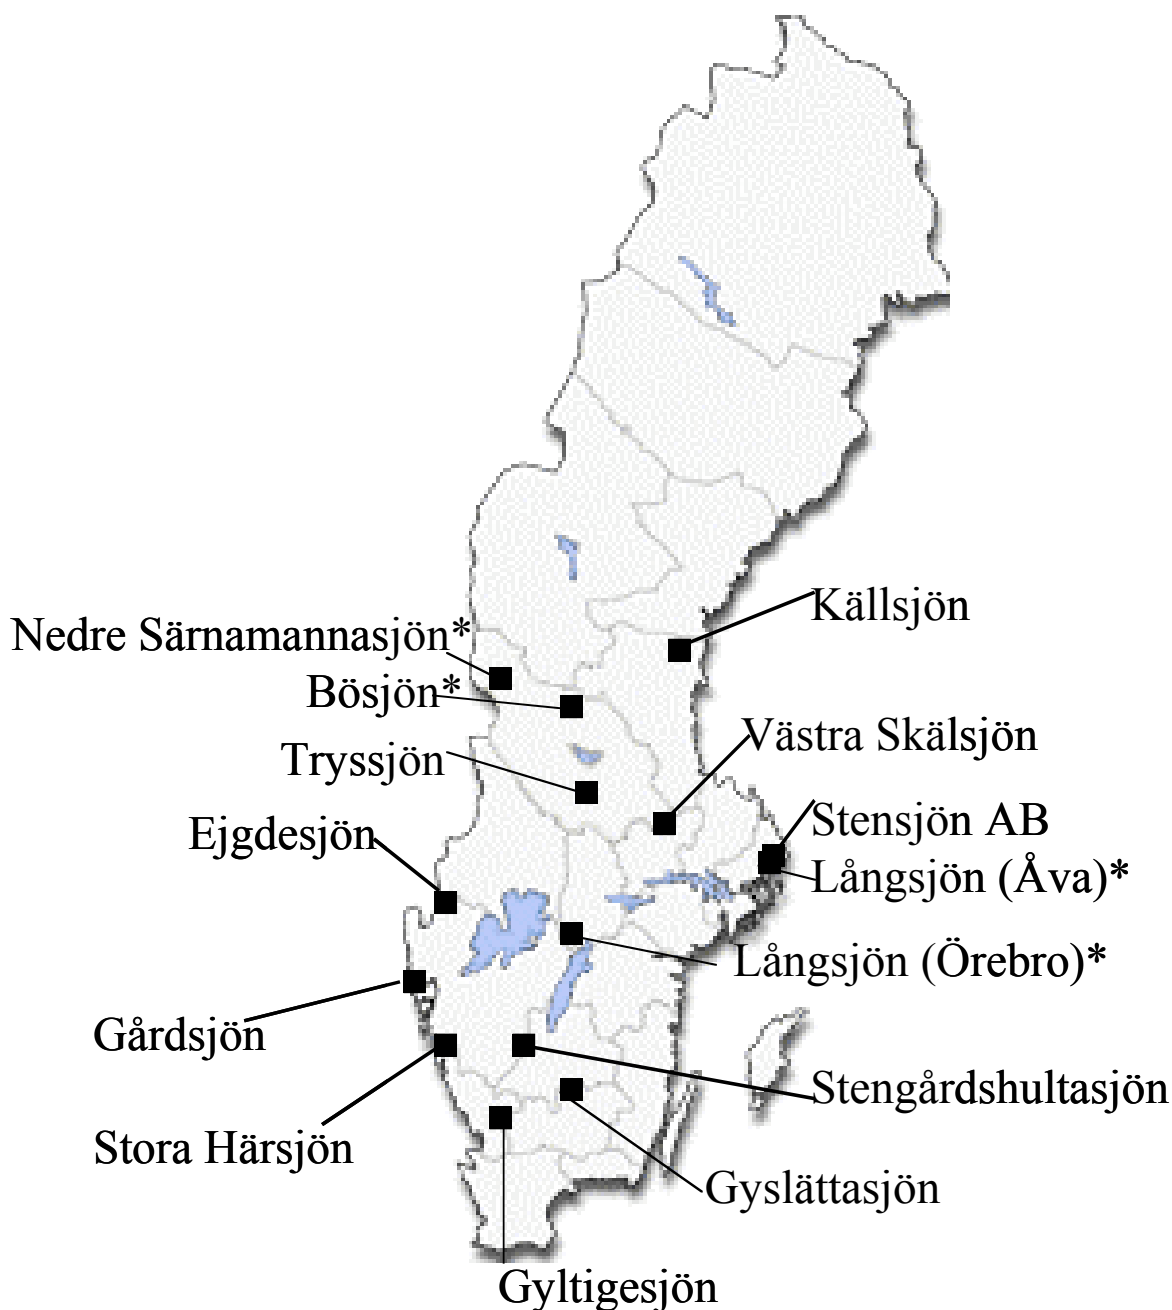 Källsjön
Nedre Särnamannasjön*
Bösjön*
Västra Skälsjön
Tryssjön
Stensjön AB
Ejgdesjön
Långsjön (Åva)*
Långsjön (Örebro)*
Gårdsjön
Stengårdshultasjön
Stora Härsjön
Gyslättasjön
Gyltigesjön